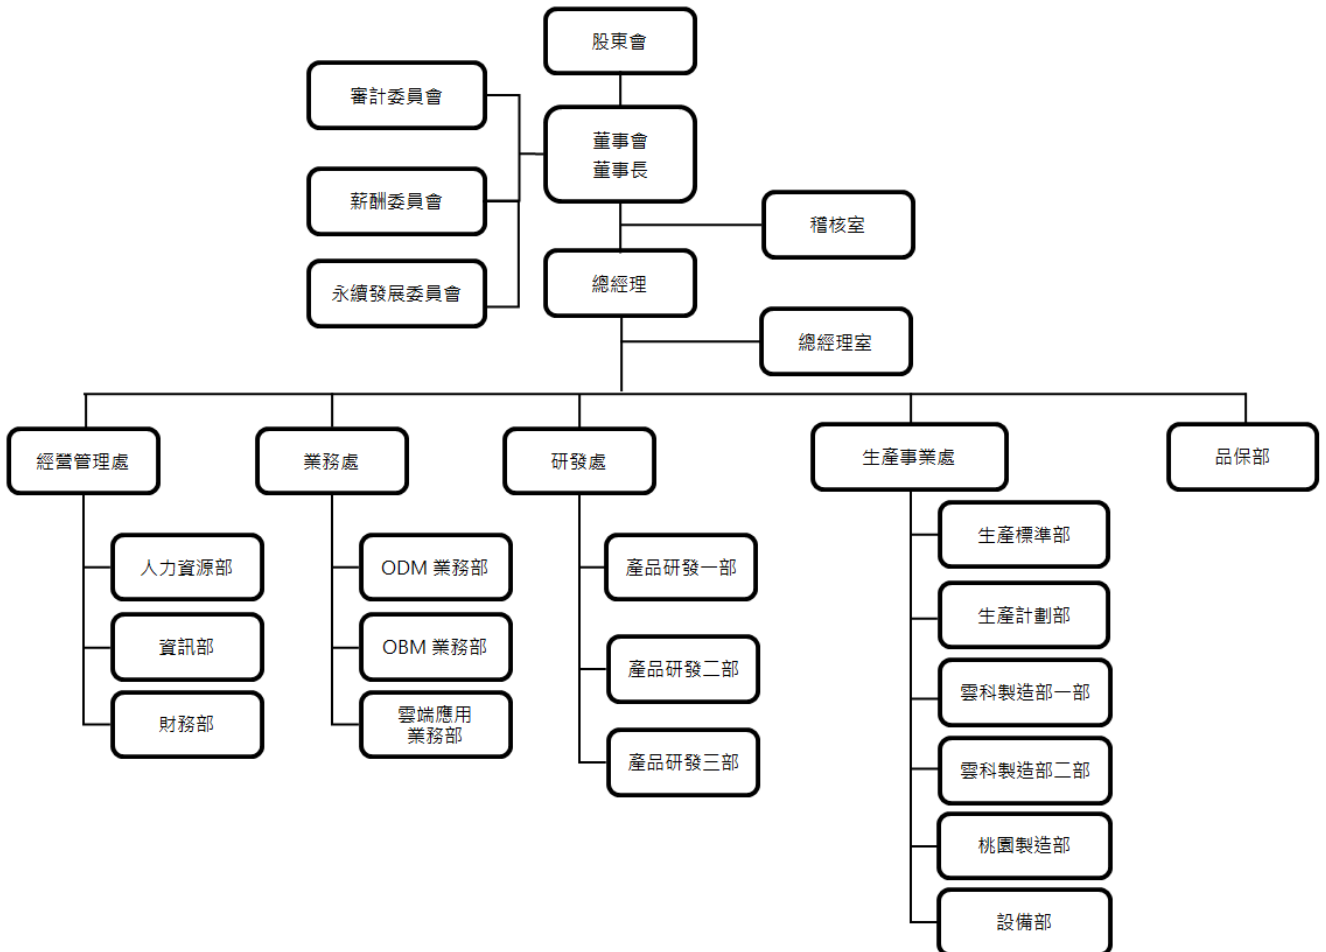 股東會
審計委員會
董事會
董事長
薪酬委員會
稽核室
永續發展委員會
總經理
總經理室
經營管理處
業務處
研發處
生產事業處
品保部
人力資源部
資訊部
財務部
ODM 業務部
OBM 業務部
雲端應用
業務部
產品研發一部
產品研發二部
產品研發三部
生產標準部
生產計劃部
雲科製造部一部
雲科製造部二部
桃園製造部
設備部